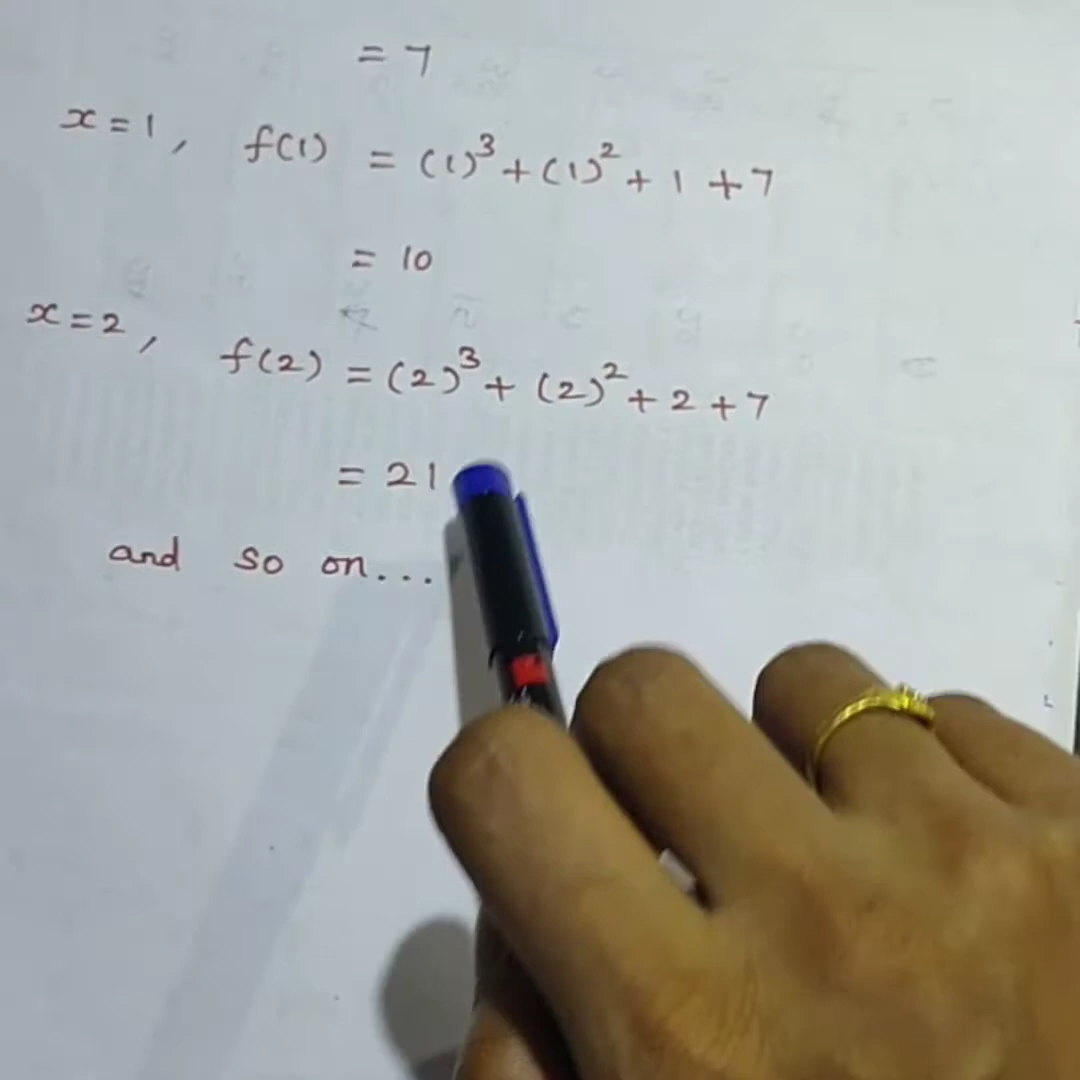 = 7
x = 1, f(1) = (1)³ + (1)² + 1 + 7
= 10
x = 2, f(2) = (2)³ + (2)² + 2 + 7
= 21
and so on...